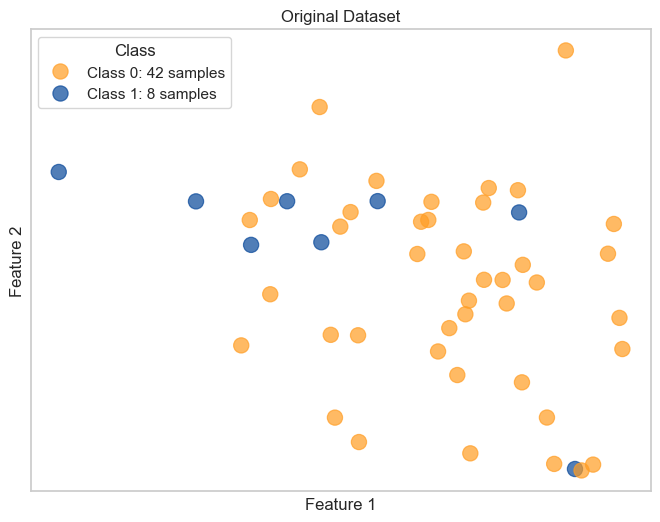 Original Dataset
Class
Class 0: 42 samples
Class 1: 8 samples
Feature 2
Feature 1